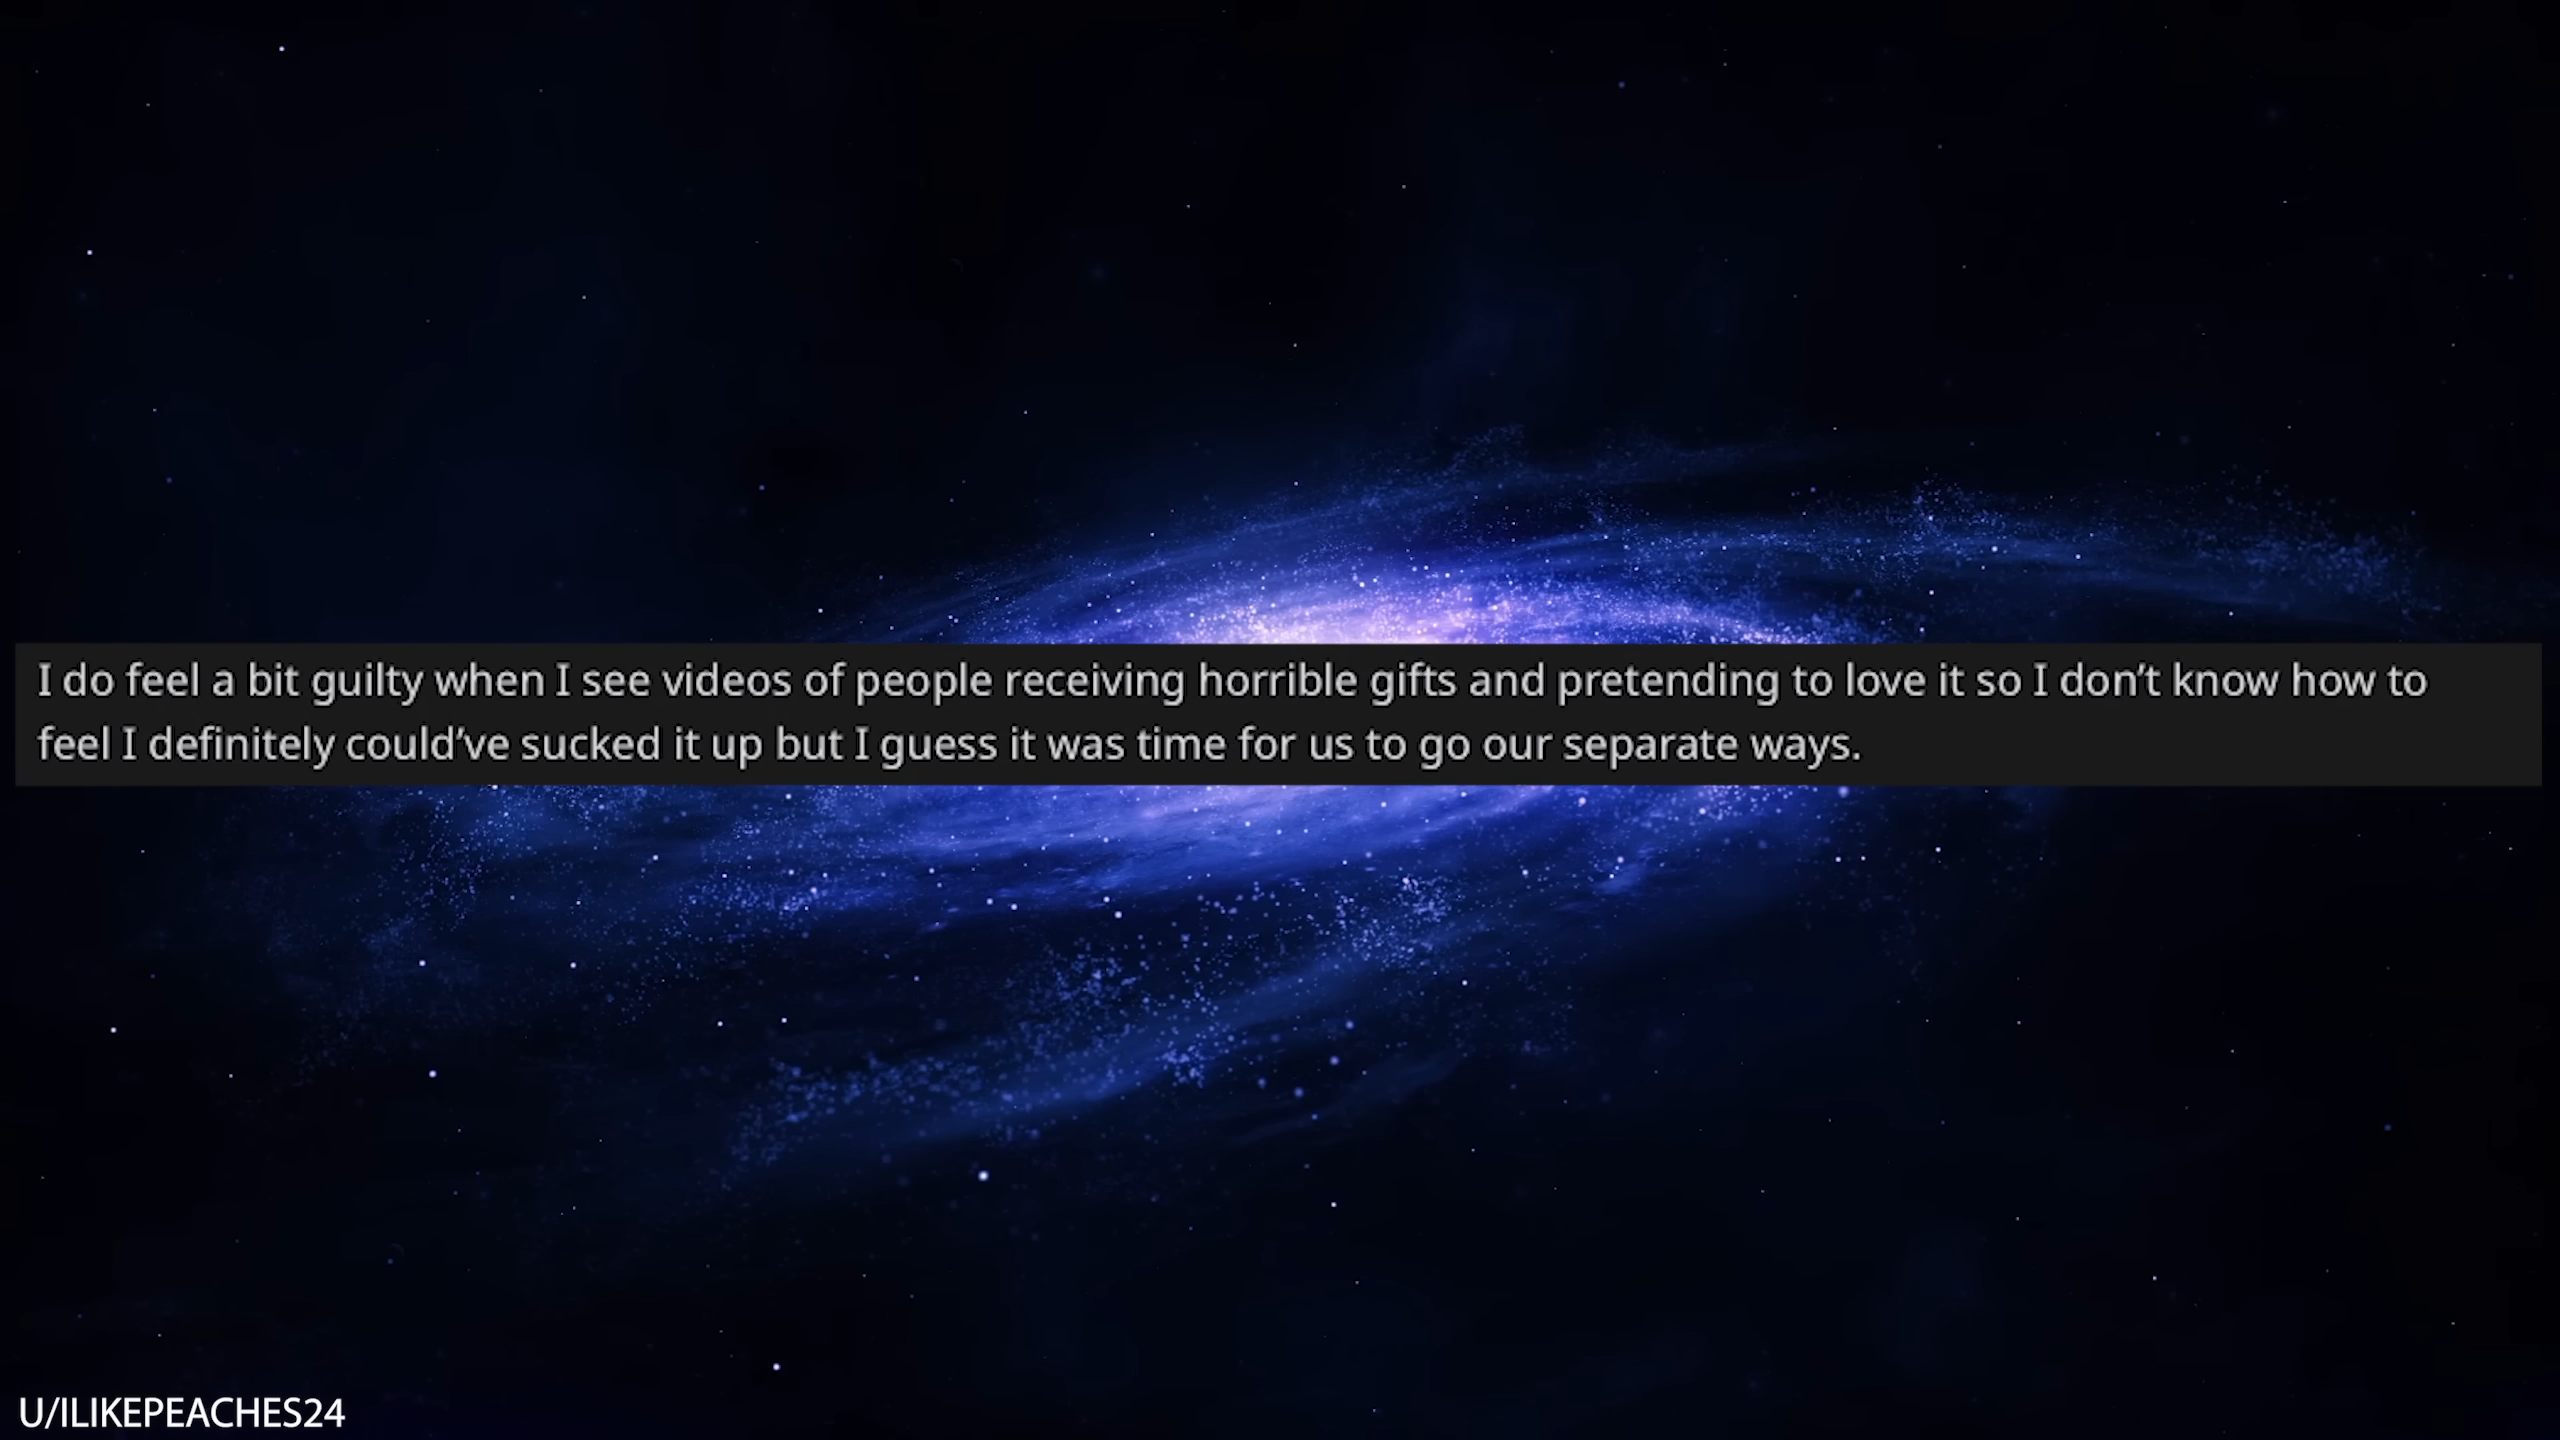 I do feel a bit guilty when I see videos of people receiving horrible gifts and pretending to love it so I don’t know how to
feel I definitely could’ve sucked it up but I guess it was time for us to go our separate ways.
U/ILIKEPEACHES24